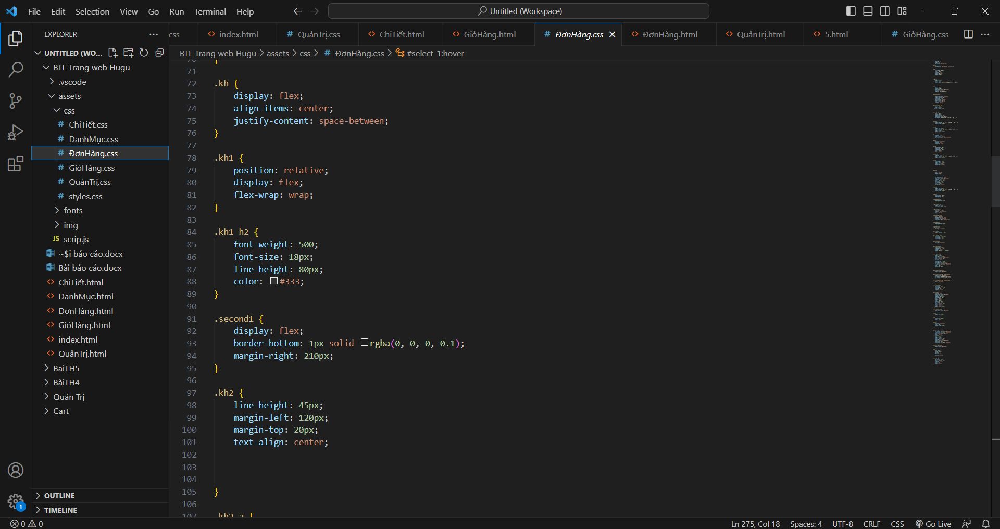 File Edit Selection View Go Run Terminal Help
Untitled (Workspace)
EXPLORER
UNTITLED (WO...
BTL Trang web Hugu
.vscode
assets
css
ChiTiết.css
DanhMục.css
ĐơnHàng.css
GiỏHàng.css
QuảnTrị.css
styles.css
fonts
img
JS scrip.js
~$i báo cáo.docx
Bài báo cáo.docx
ChiTiết.html
DanhMục.html
ĐơnHàng.html
GiỏHàng.html
index.html
QuảnTrị.html
BaiTH5
BàiTH4
Quản Trị
Cart
OUTLINE
TIMELINE
css index.html # QuảnTrị.css ChiTiết.html GiỏHàng.html # ĐơnHàng.css ĐơnHàng.html QuảnTrị.html 5.html # GiỏHàng.css
BTL Trang web Hugu > assets > css > # ĐơnHàng.css > #select-1:hover
70 }
71
72 .kh {
73 display: flex;
74 align-items: center;
75 justify-content: space-between;
76 }
77
78 .kh1 {
79 position: relative;
80 display: flex;
81 flex-wrap: wrap;
82 }
83
84 .kh1 h2 {
85 font-weight: 500;
86 font-size: 18px;
87 line-height: 80px;
88 color: #333;
89 }
90
91 .second1 {
92 display: flex;
93 border-bottom: 1px solid rgba(0, 0, 0, 0.1);
94 margin-right: 210px;
95 }
96
97 .kh2 {
98 line-height: 45px;
99 margin-left: 120px;
100 margin-top: 20px;
101 text-align: center;
102
103
104
105 }
106
107 .kh2 a {
1
0 0 Ln 275, Col 18 Spaces: 4 UTF-8 CRLF CSS Go Live